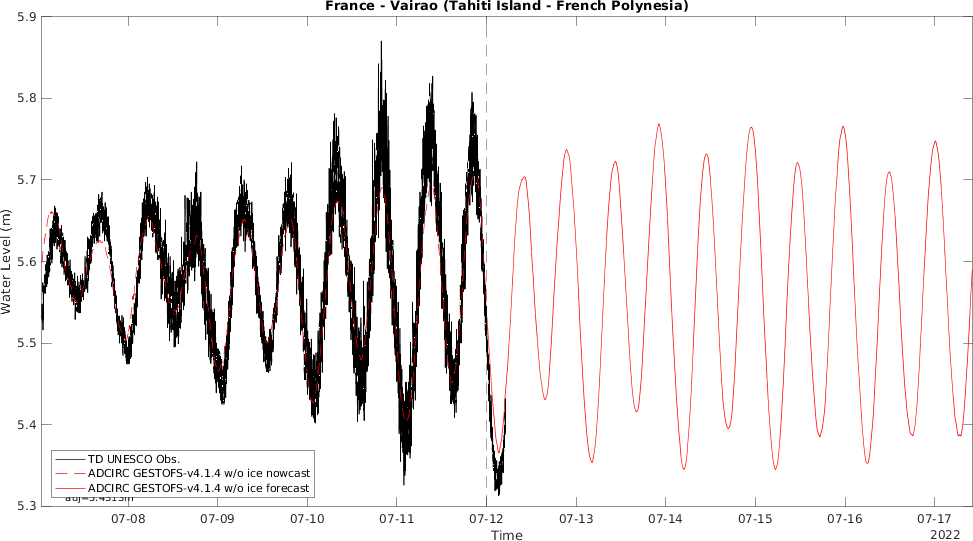 France - Vairao (Tahiti Island - French Polynesia)
5.9
5.8
5.7
5.6
5.5
5.4
5.3
Water Level (m)
TD UNESCO Obs.
ADCIRC GESTOFS-v4.1.4 w/o ice nowcast
ADCIRC GESTOFS-v4.1.4 w/o ice forecast
07-08 07-09 07-10 07-11 07-12 07-13 07-14 07-15 07-16 07-17
Time
2022